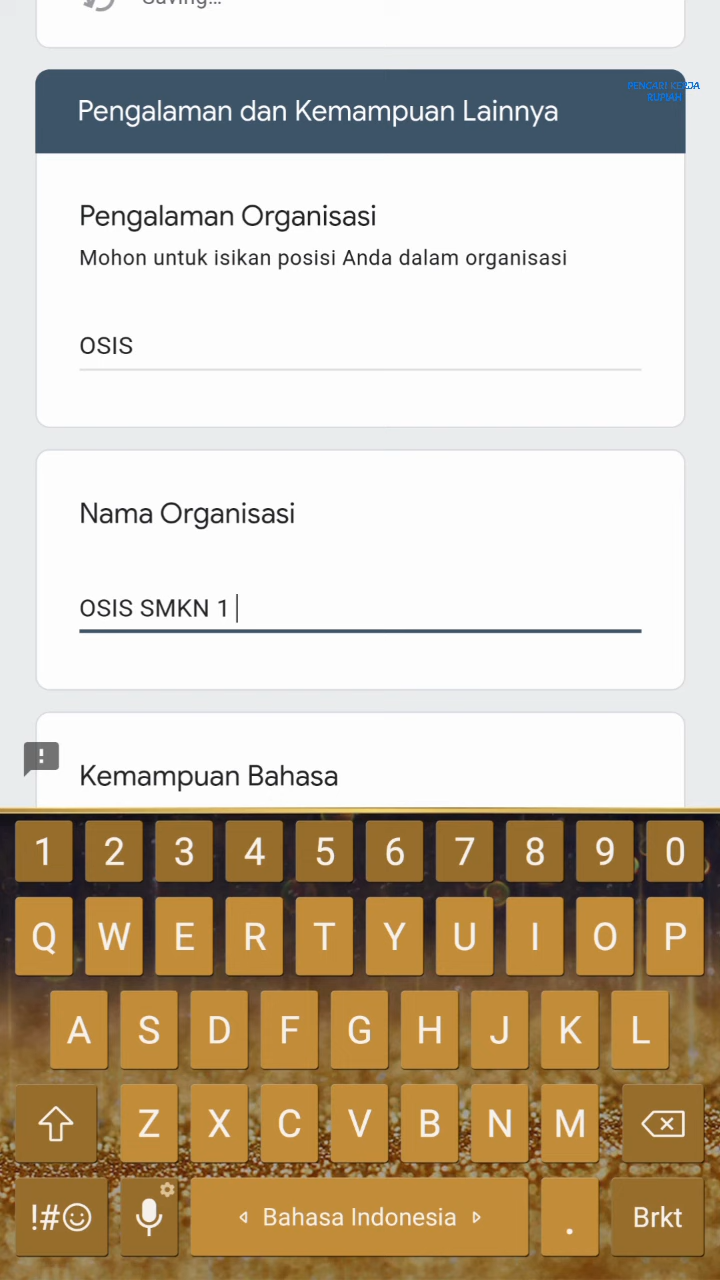 Saving...
Pengalaman dan Kemampuan Lainnya
PENCARI KERJA
RUPIAH
Pengalaman Organisasi
Mohon untuk isikan posisi Anda dalam organisasi
OSIS
Nama Organisasi
OSIS SMKN 1
Kemampuan Bahasa
1 2 3 4 5 6 7 8 9 0
Q W E R T Y U I O P
A S D F G H J K L
Z X C V B N M
!#☺ Bahasa Indonesia . Brkt